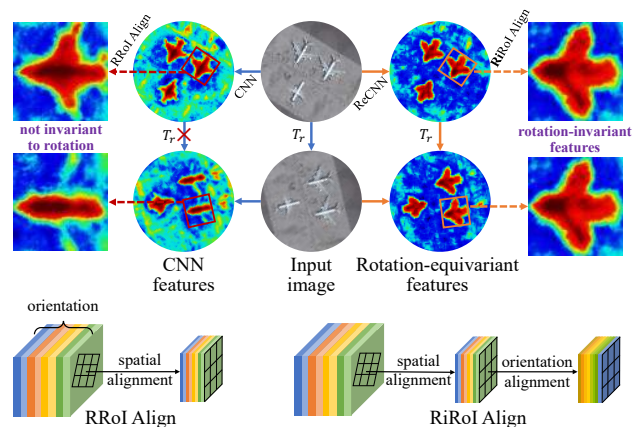 RRoI Align
CNN
ReCNN
RiRoI Align
not invariant
to rotation
T_r
T_r
T_r
rotation-invariant
features
CNN
features
Input
image
Rotation-equivariant
features
orientation
spatial
alignment
RRoI Align
spatial
alignment
orientation
alignment
RiRoI Align